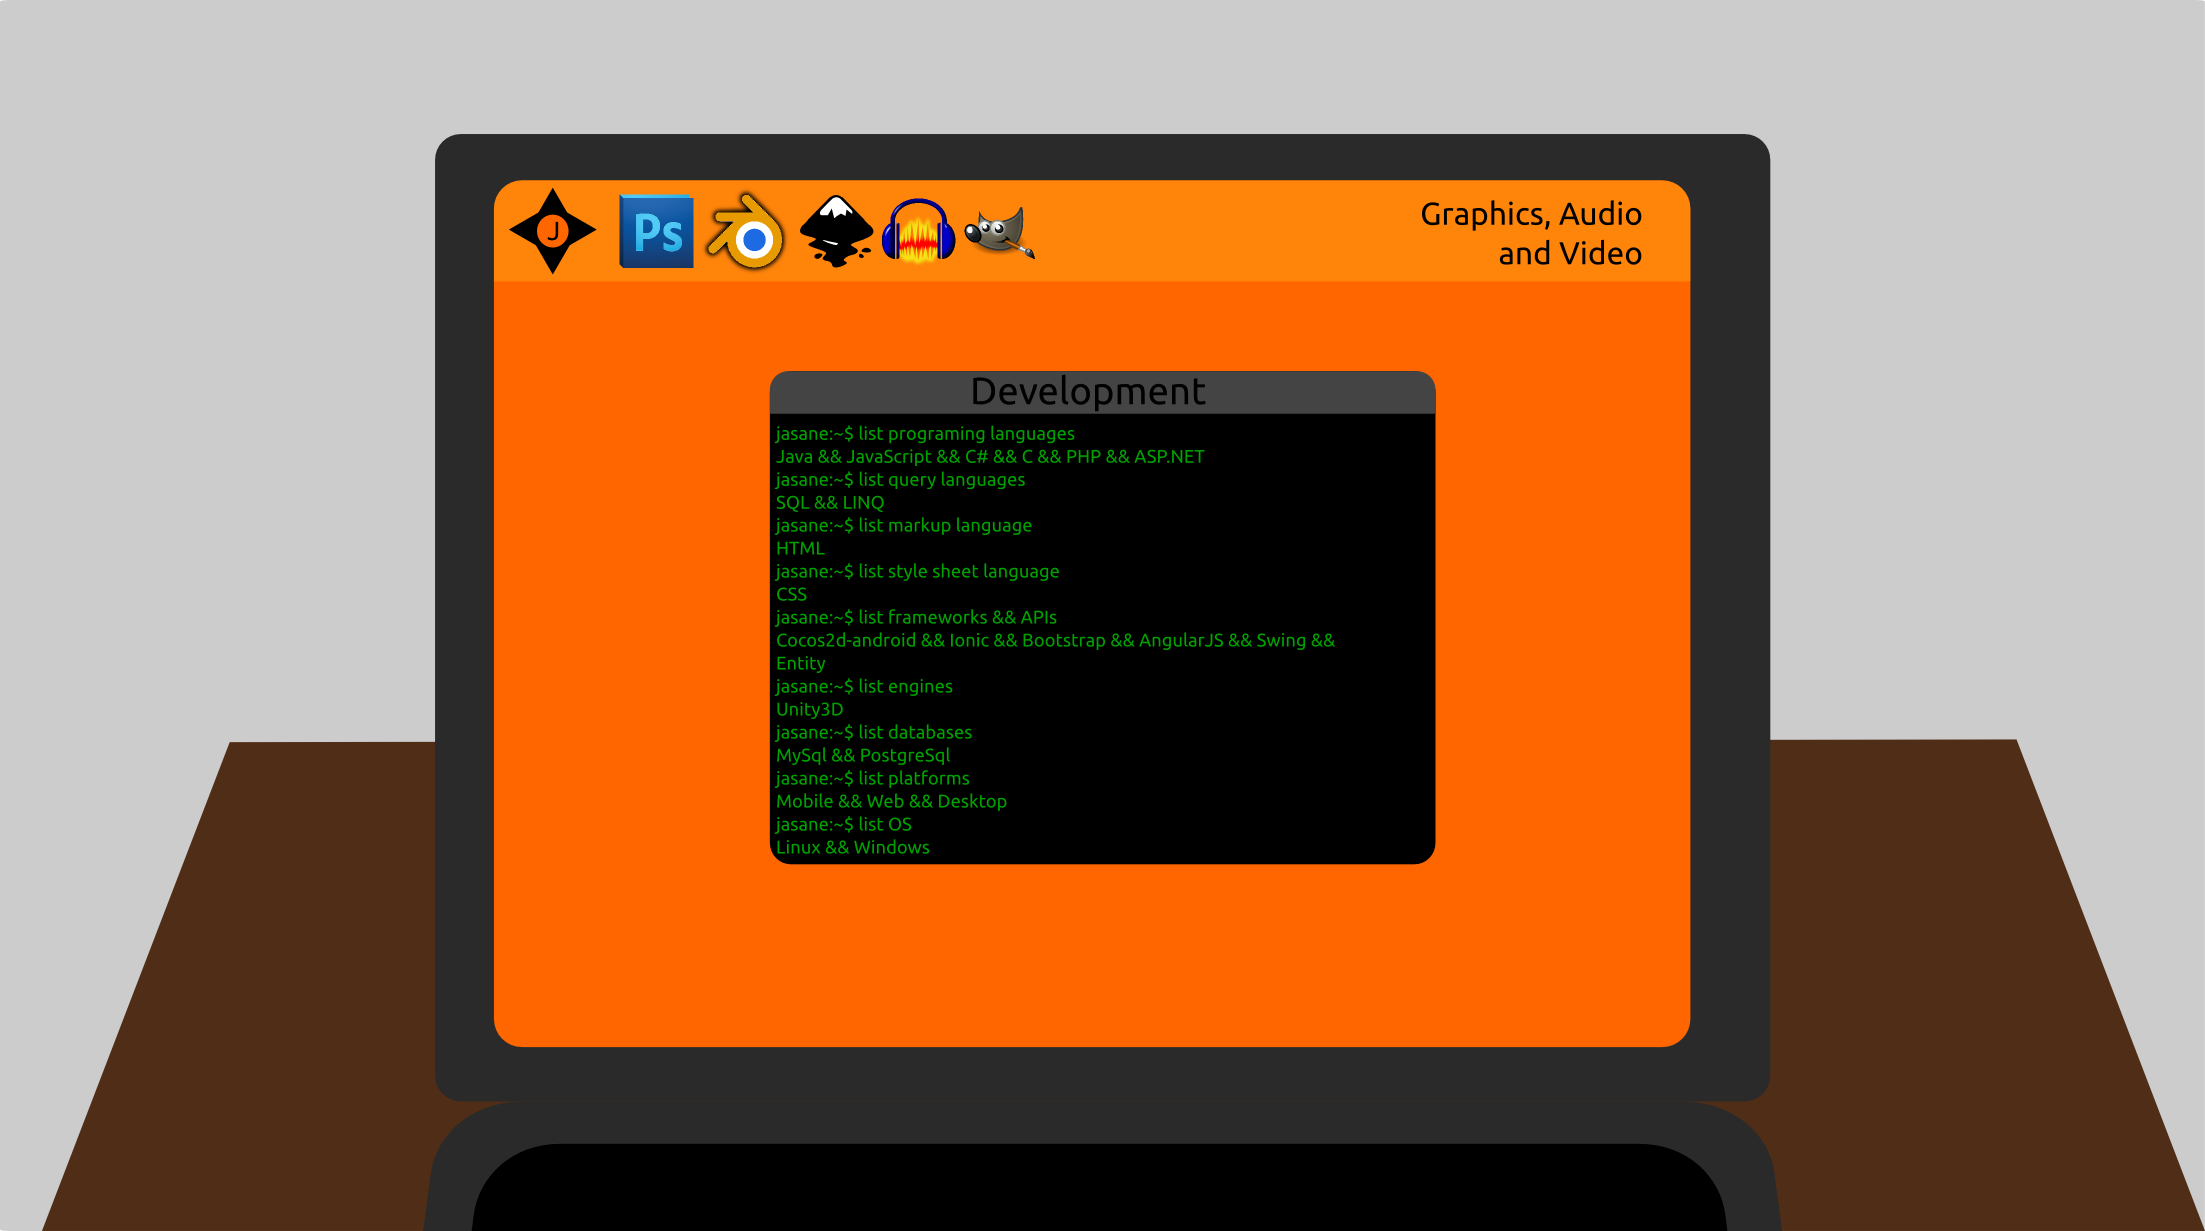 J
Ps
Graphics, Audio
and Video
Development
jasane:~$ list programing languages
Java && JavaScript && C# && C && PHP && ASP.NET
jasane:~$ list query languages
SQL && LINQ
jasane:~$ list markup language
HTML
jasane:~$ list style sheet language
CSS
jasane:~$ list frameworks && APIs
Cocos2d-android && Ionic && Bootstrap && AngularJS && Swing &&
Entity
jasane:~$ list engines
Unity3D
jasane:~$ list databases
MySql && PostgreSql
jasane:~$ list platforms
Mobile && Web && Desktop
jasane:~$ list OS
Linux && Windows